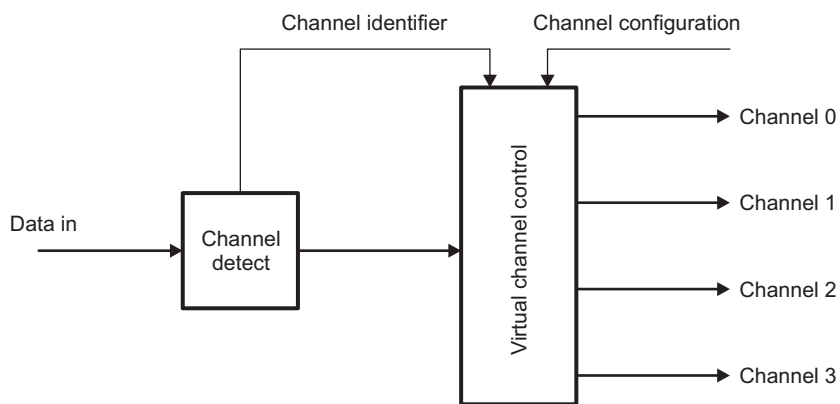 Channel identifier
Channel configuration
Channel 0
Channel 1
Data in
Channel
detect
Virtual channel control
Channel 2
Channel 3